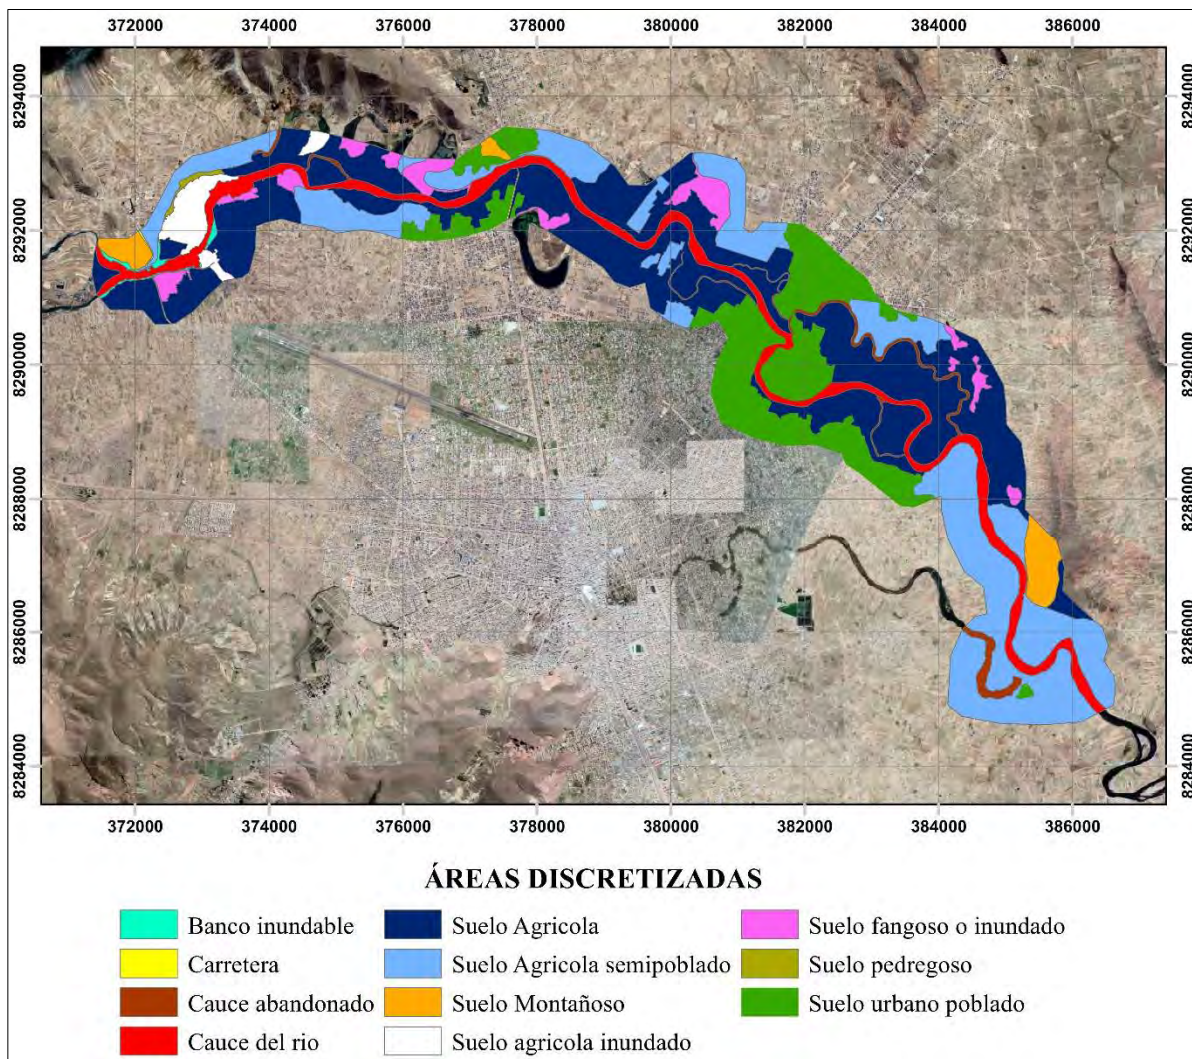 372000 374000 376000 378000 380000 382000 384000 386000
8294000 8294000
8292000 8292000
8290000 8290000
8288000 8288000
8286000 8286000
8284000 8284000
372000 374000 376000 378000 380000 382000 384000 386000
ÁREAS DISCRETIZADAS
Banco inundable
Carretera
Cauce abandonado
Cauce del rio
Suelo Agricola
Suelo Agricola semipoblado
Suelo Montañoso
Suelo agricola inundado
Suelo fangoso o inundado
Suelo pedregoso
Suelo urbano poblado